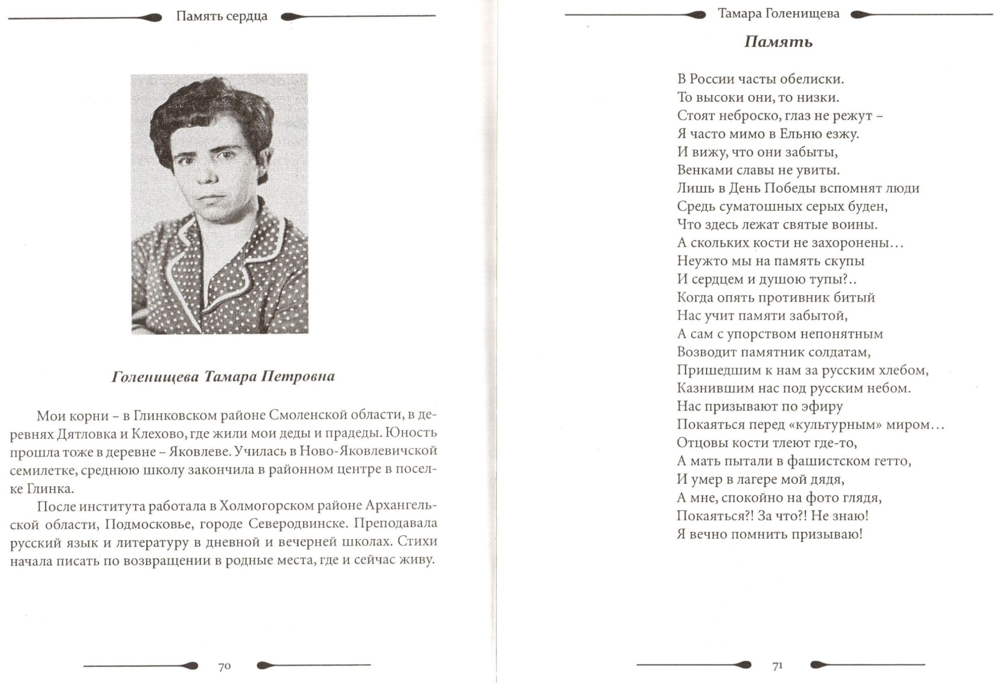 Память сердца
Голенищева Тамара Петровна
Мои корни – в Глинковском районе Смоленской области, в де-
ревнях Дятловка и Клехово, где жили мои деды и прадеды. Юность
прошла тоже в деревне – Яковлеве. Училась в Ново-Яковлевичской
семилетке, среднюю школу закончила в районном центре в посел-
ке Глинка.
После института работала в Холмогорском районе Архангель-
ской области, Подмосковье, городе Северодвинске. Преподавала
русский язык и литературу в дневной и вечерней школах. Стихи
начала писать по возвращении в родные места, где и сейчас живу.
70
Тамара Голенищева
Память
В России часты обелиски.
То высоки они, то низки.
Стоят неброско, глаз не режут –
Я часто мимо в Ельню езжу.
И вижу, что они забыты,
Венками славы не увиты.
Лишь в День Победы вспомнят люди
Средь суматошных серых буден,
Что здесь лежат святые воины.
А скольких кости не захоронены…
Неужто мы на память скупы
И сердцем и душою тупы?..
Когда опять противник битый
Нас учит памяти забытой,
А сам с упорством непонятным
Возводит памятник солдатам,
Пришедшим к нам за русским хлебом,
Казнившим нас под русским небом.
Нас призывают по эфиру
Покаяться перед «культурным» миром…
Отцовы кости тлеют где-то,
А мать пытали в фашистском гетто,
И умер в лагере мой дядя,
А мне, спокойно на фото глядя,
Покаяться?! За что?! Не знаю!
Я вечно помнить призываю!
71